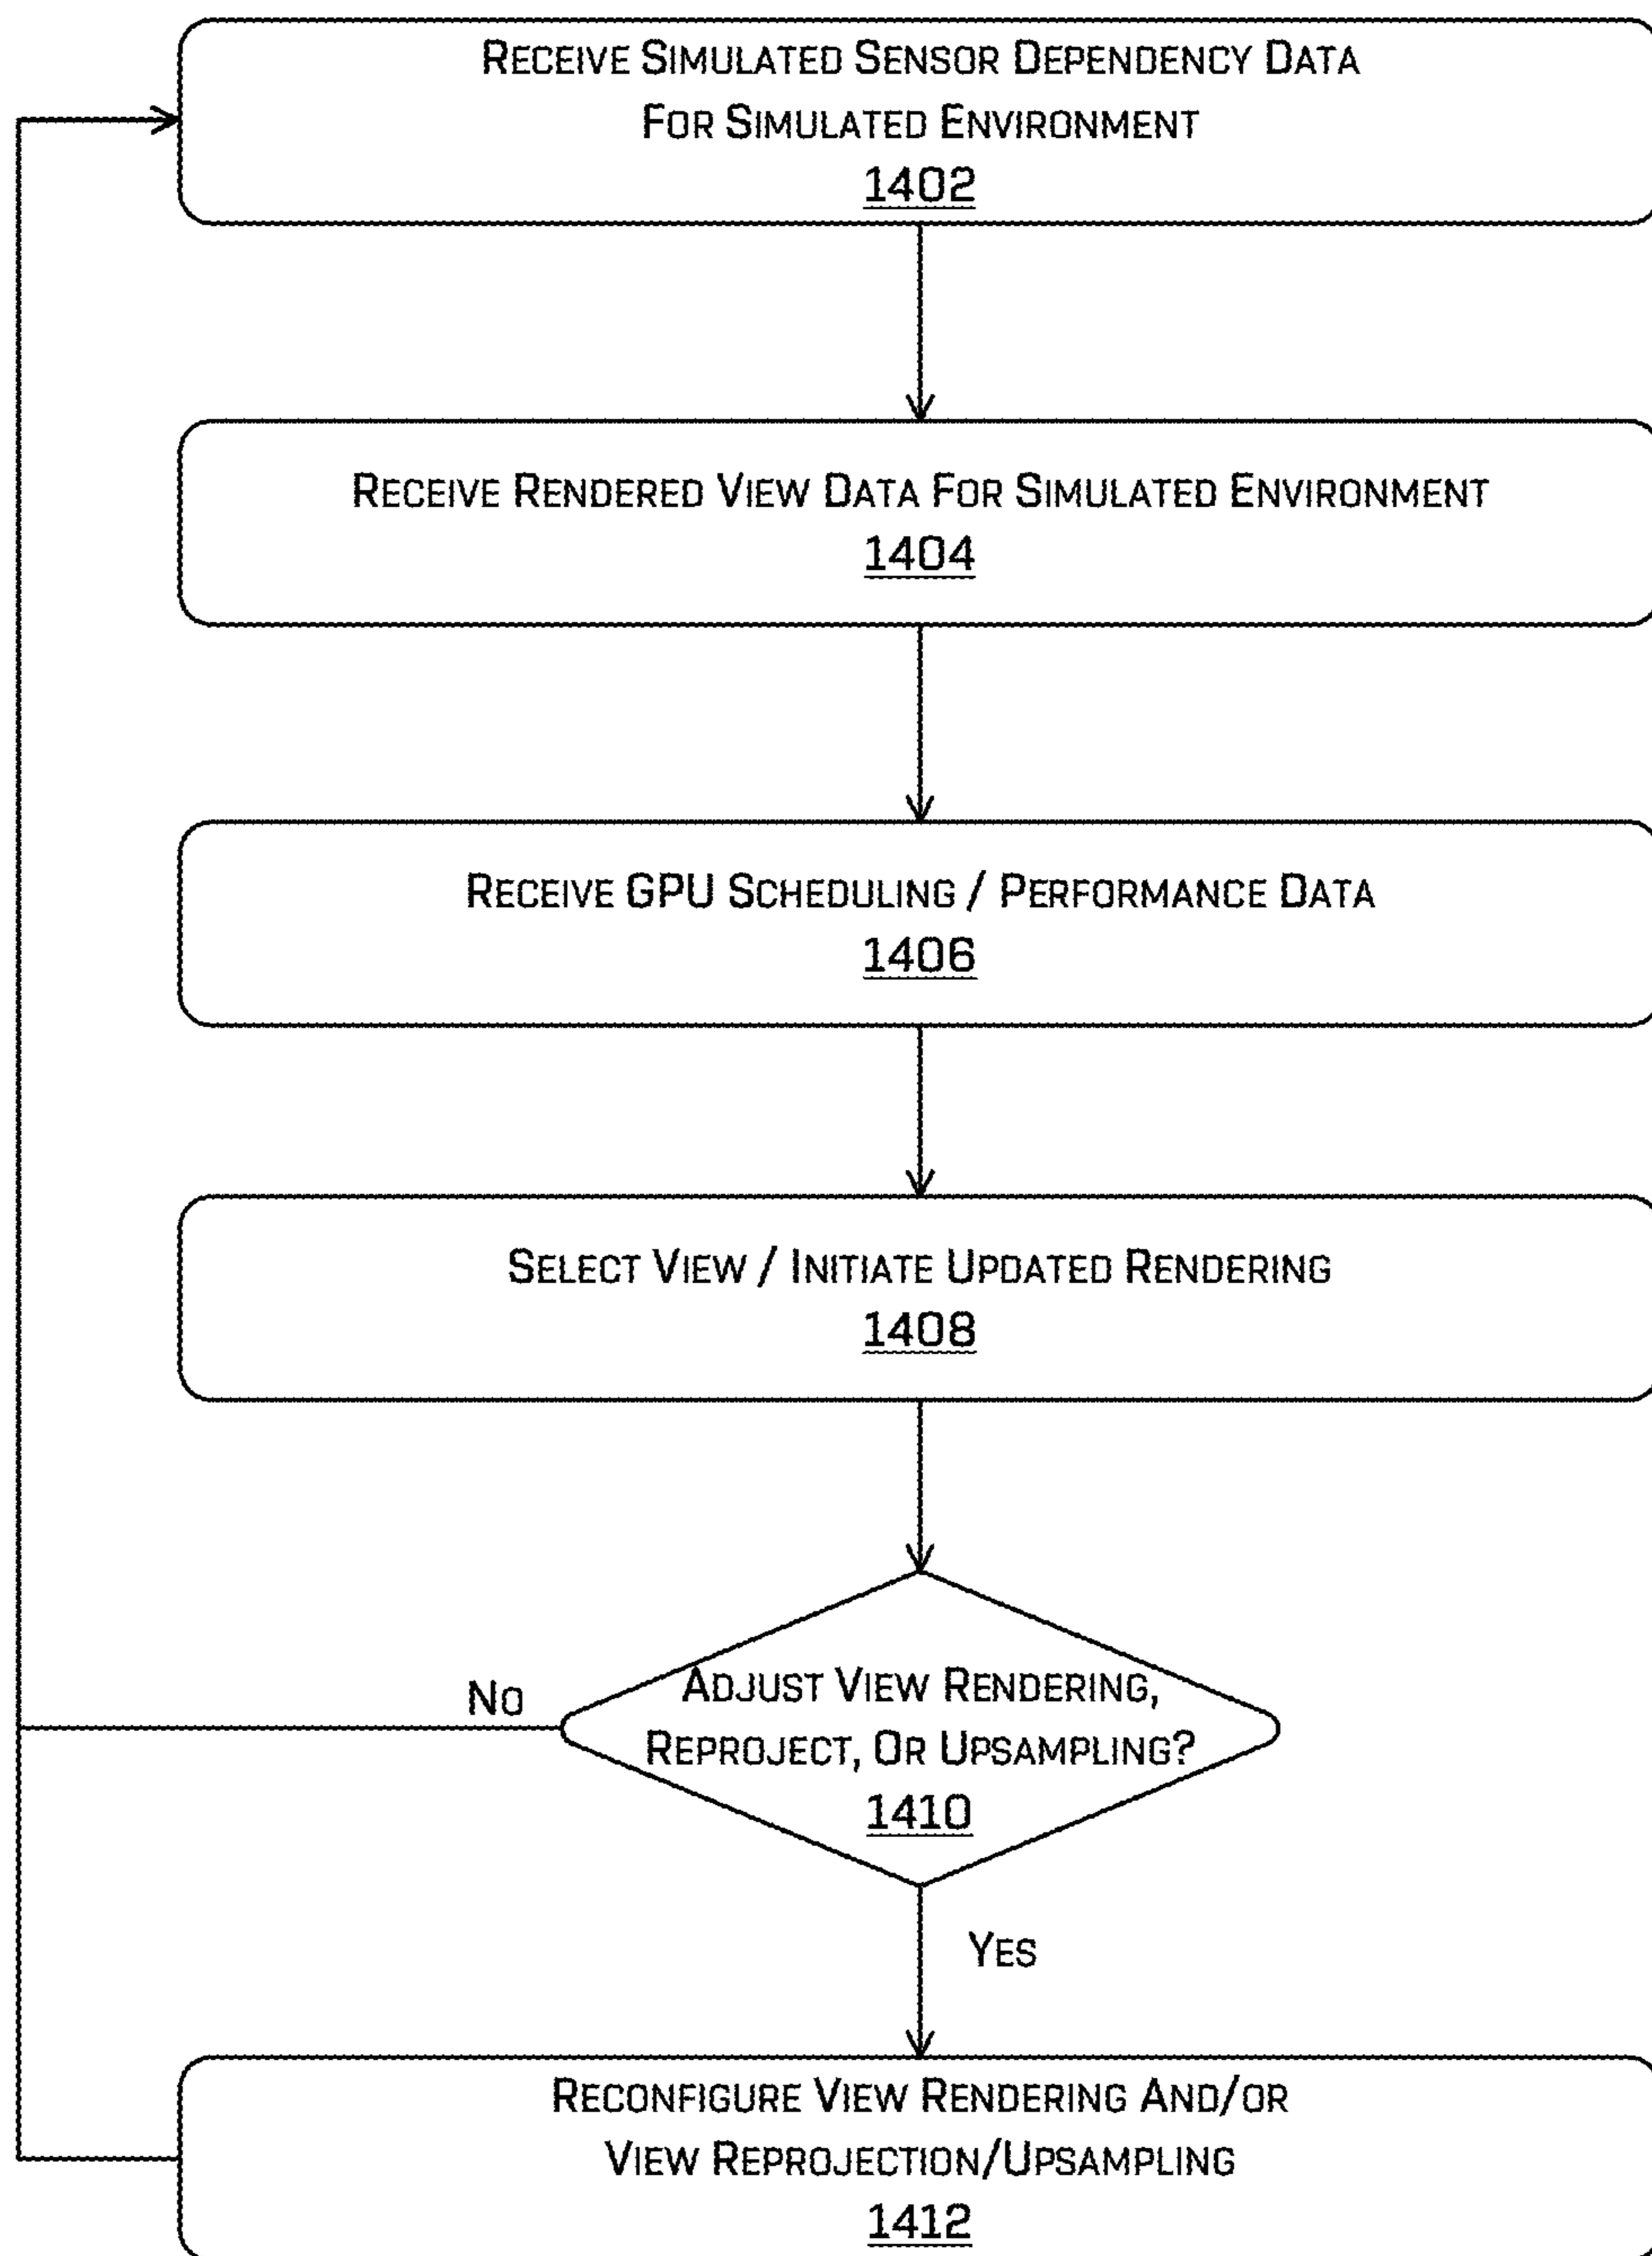 RECEIVE SIMULATED SENSOR DEPENDENCY DATA
FOR SIMULATED ENVIRONMENT
1402
RECEIVE RENDERED VIEW DATA FOR SIMULATED ENVIRONMENT
1404
RECEIVE GPU SCHEDULING / PERFORMANCE DATA
1406
SELECT VIEW / INITIATE UPDATED RENDERING
1408
ADJUST VIEW RENDERING,
REPROJECT, OR UPSAMPLING?
1410
NO
YES
RECONFIGURE VIEW RENDERING AND/OR
VIEW REPROJECTION/UPSAMPLING
1412